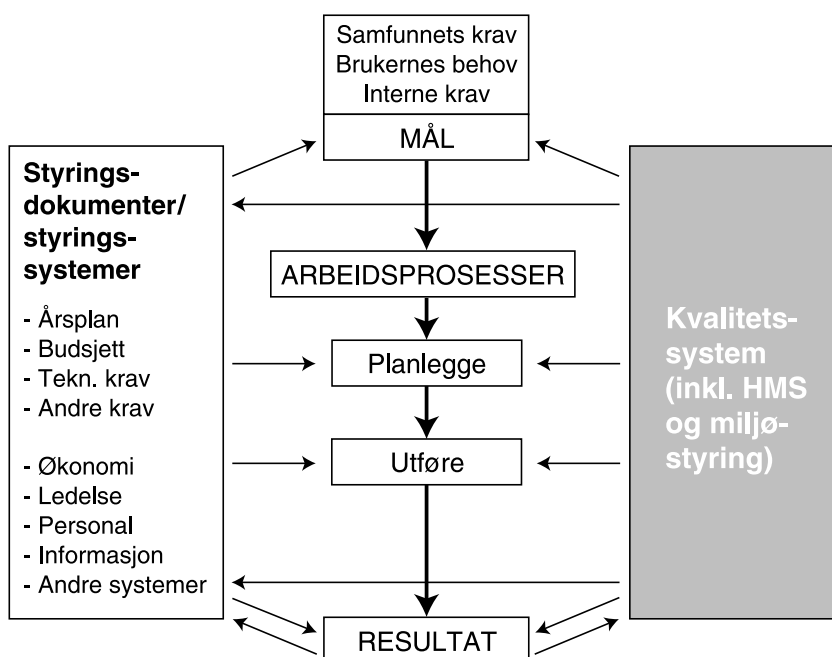 Samfunnets krav
Brukernes behov
Interne krav
MÅL
Styrings-
dokumenter/
styrings-
systemer
- Årsplan
- Budsjett
- Tekn. krav
- Andre krav
- Økonomi
- Ledelse
- Personal
- Informasjon
- Andre systemer
ARBEIDSPROSESSER
Planlegge
Utføre
RESULTAT
Kvalitets-
system
(inkl. HMS
og miljø-
styring)